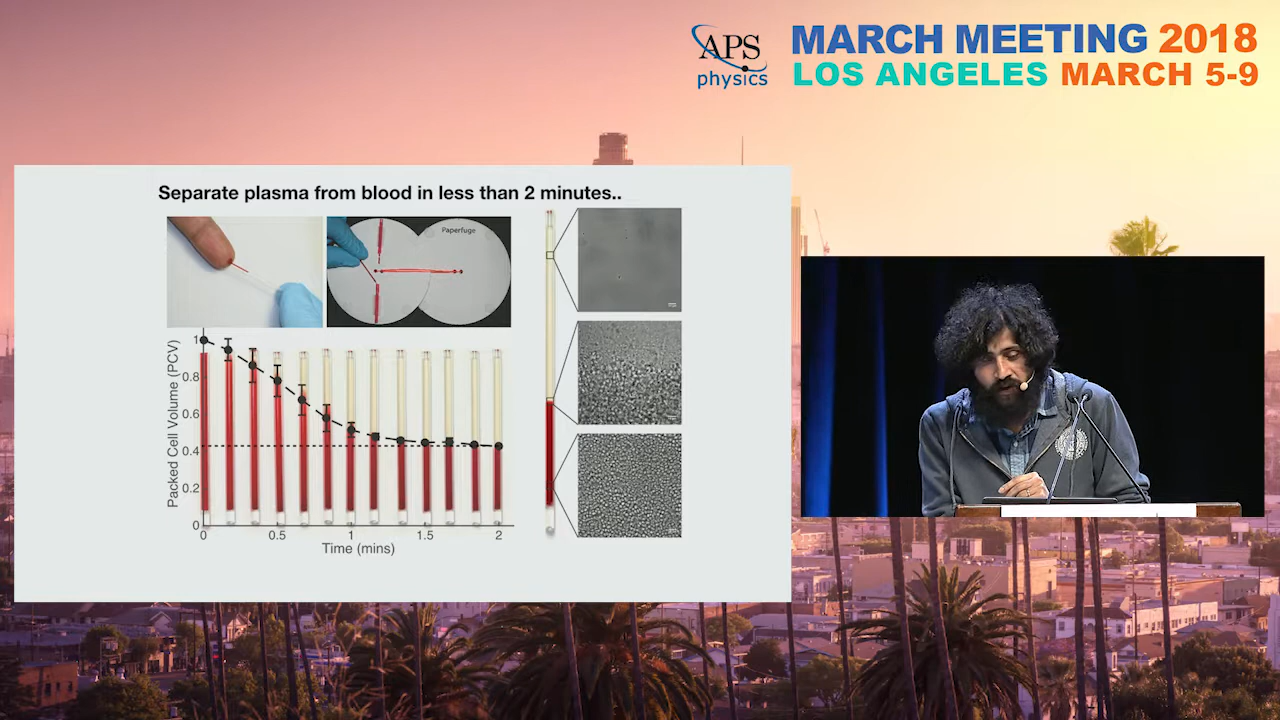 APS
physics
MARCH MEETING 2018
LOS ANGELES MARCH 5-9
Separate plasma from blood in less than 2 minutes..
Paperfuge
Packed Cell Volume (PCV)
1
0.8
0.6
0.4
0.2
0
0
0.5
1
1.5
2
Time (mins)